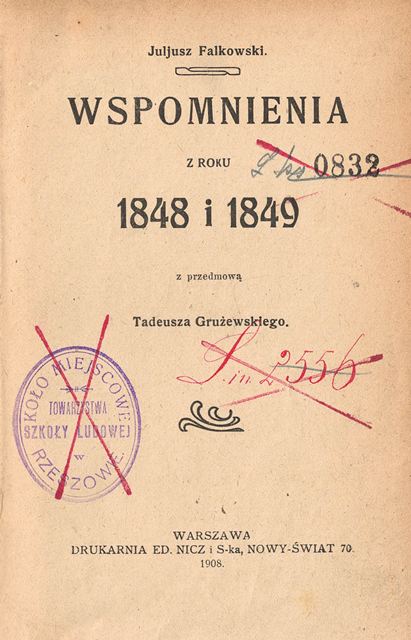 Juljusz Falkowski.
WSPOMNIENIA
Z ROKU
0832
1848 i 1849
z przedmową
Tadeusza Grużewskiego.
2556
KOŁO MIEJSCOWE
TOWARZYSTWA
SZKOŁY LUDOWEJ
w
RZESZOWIE
WARSZAWA
DRUKARNIA ED. NICZ i S-ka, NOWY-ŚWIAT 70.
1908.